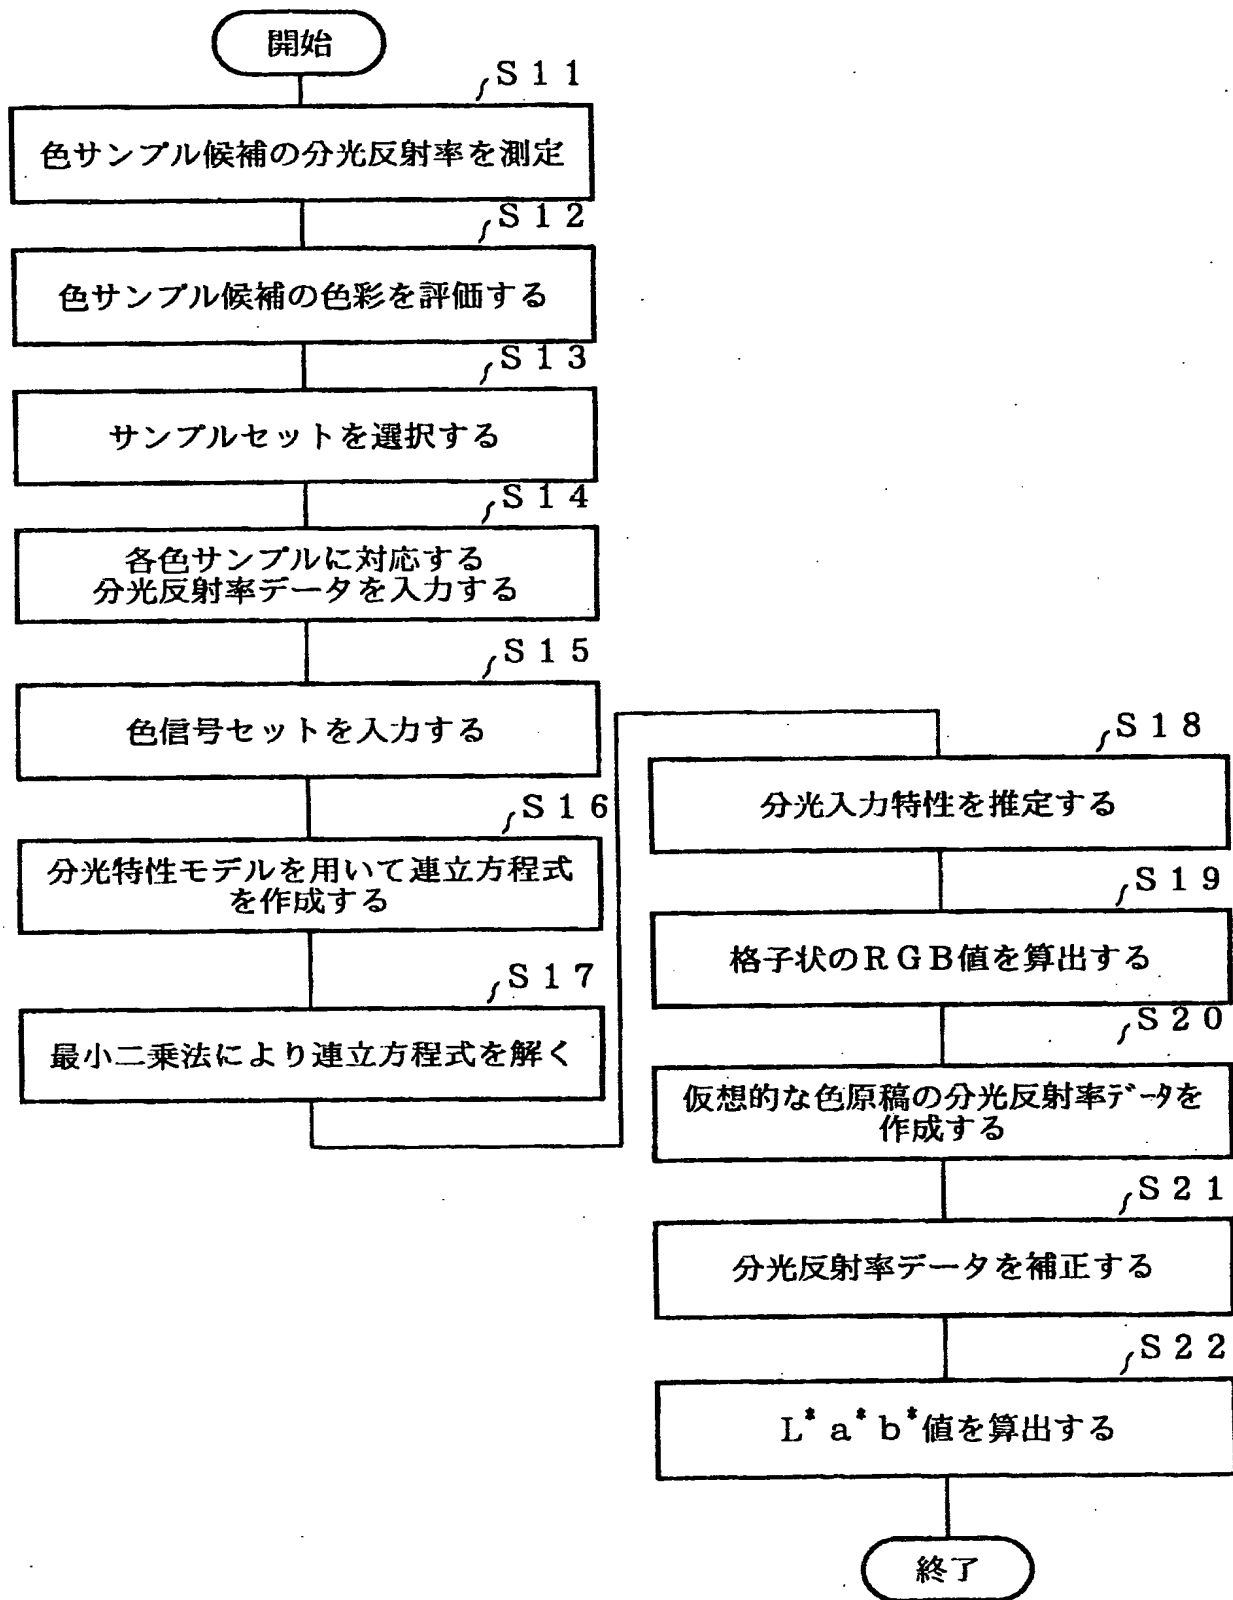 開始
S11
色サンプル候補の分光反射率を測定
S12
色サンプル候補の色彩を評価する
S13
サンプルセットを選択する
S14
各色サンプルに対応する
分光反射率データを入力する
S15
色信号セットを入力する
S16
分光特性モデルを用いて連立方程式
を作成する
S17
最小二乗法により連立方程式を解く
S18
分光入力特性を推定する
S19
格子状のRGB値を算出する
S20
仮想的な色原稿の分光反射率データを
作成する
S21
分光反射率データを補正する
S22
L*a*b*値を算出する
終了